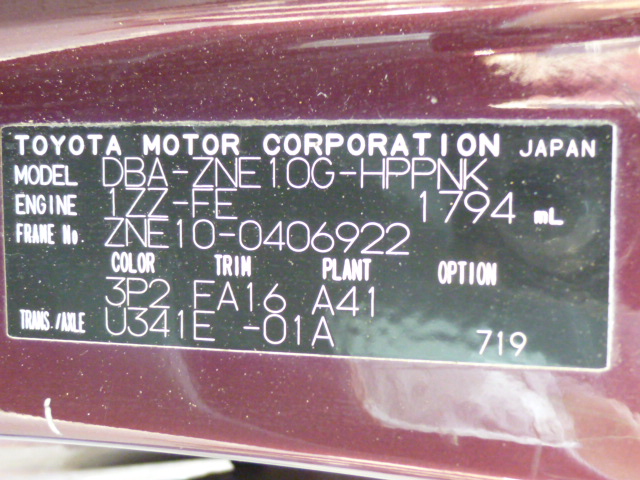 TOYOTA MOTOR CORPORATION JAPAN
MODEL DBA-ZNE10G-HPPNK
ENGINE 1ZZ-FE 1794 mL
FRAME No. ZNE10-0406922
COLOR TRIM PLANT OPTION
3P2 FA16 A41
TRANS./AXLE U341E -01A 719